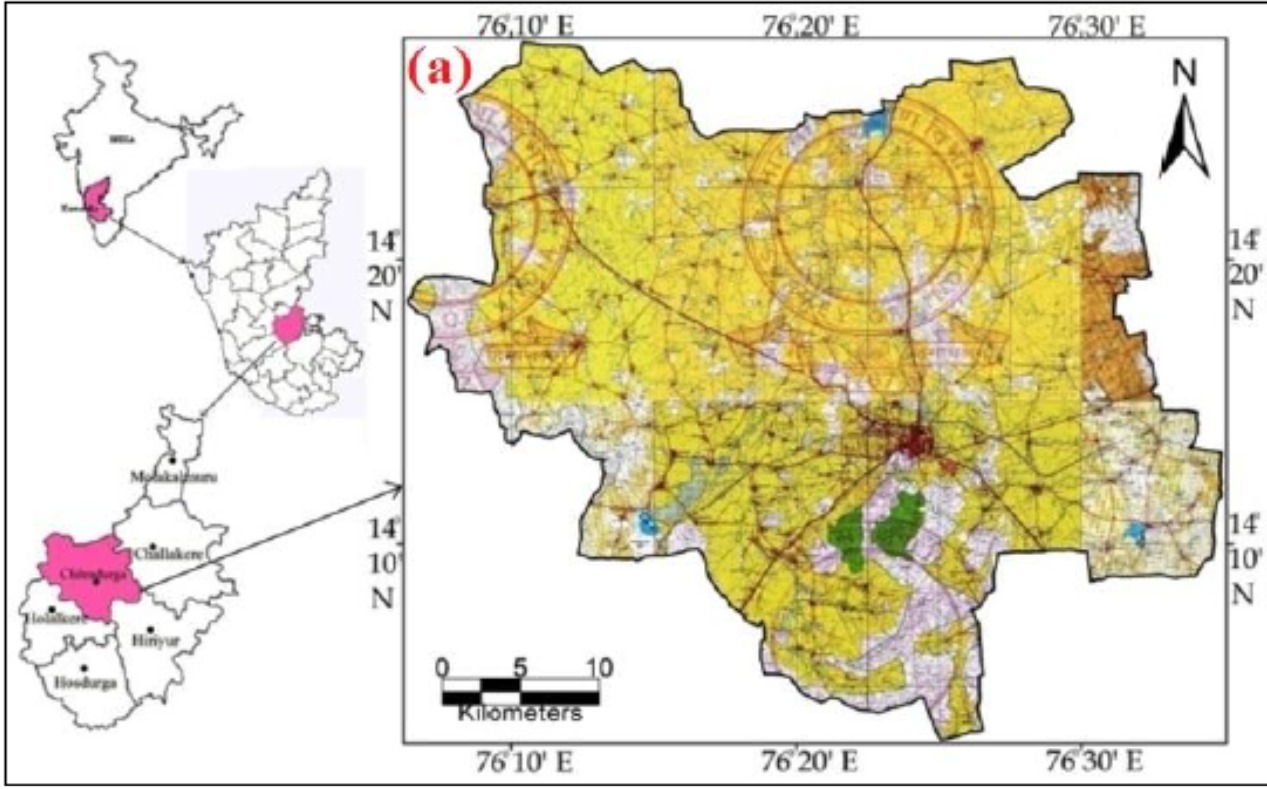 76°10' E 76°20' E 76°30' E
(a)
N
INDIA
14°
20'
N
14°
20'
N
Molakalmuru
Challakere
Chitradurga
Holalkere
Hiriyur
Hosdurga
14°
10'
N
14°
10'
N
0 5 10
Kilometers
76°10' E 76°20' E 76°30' E